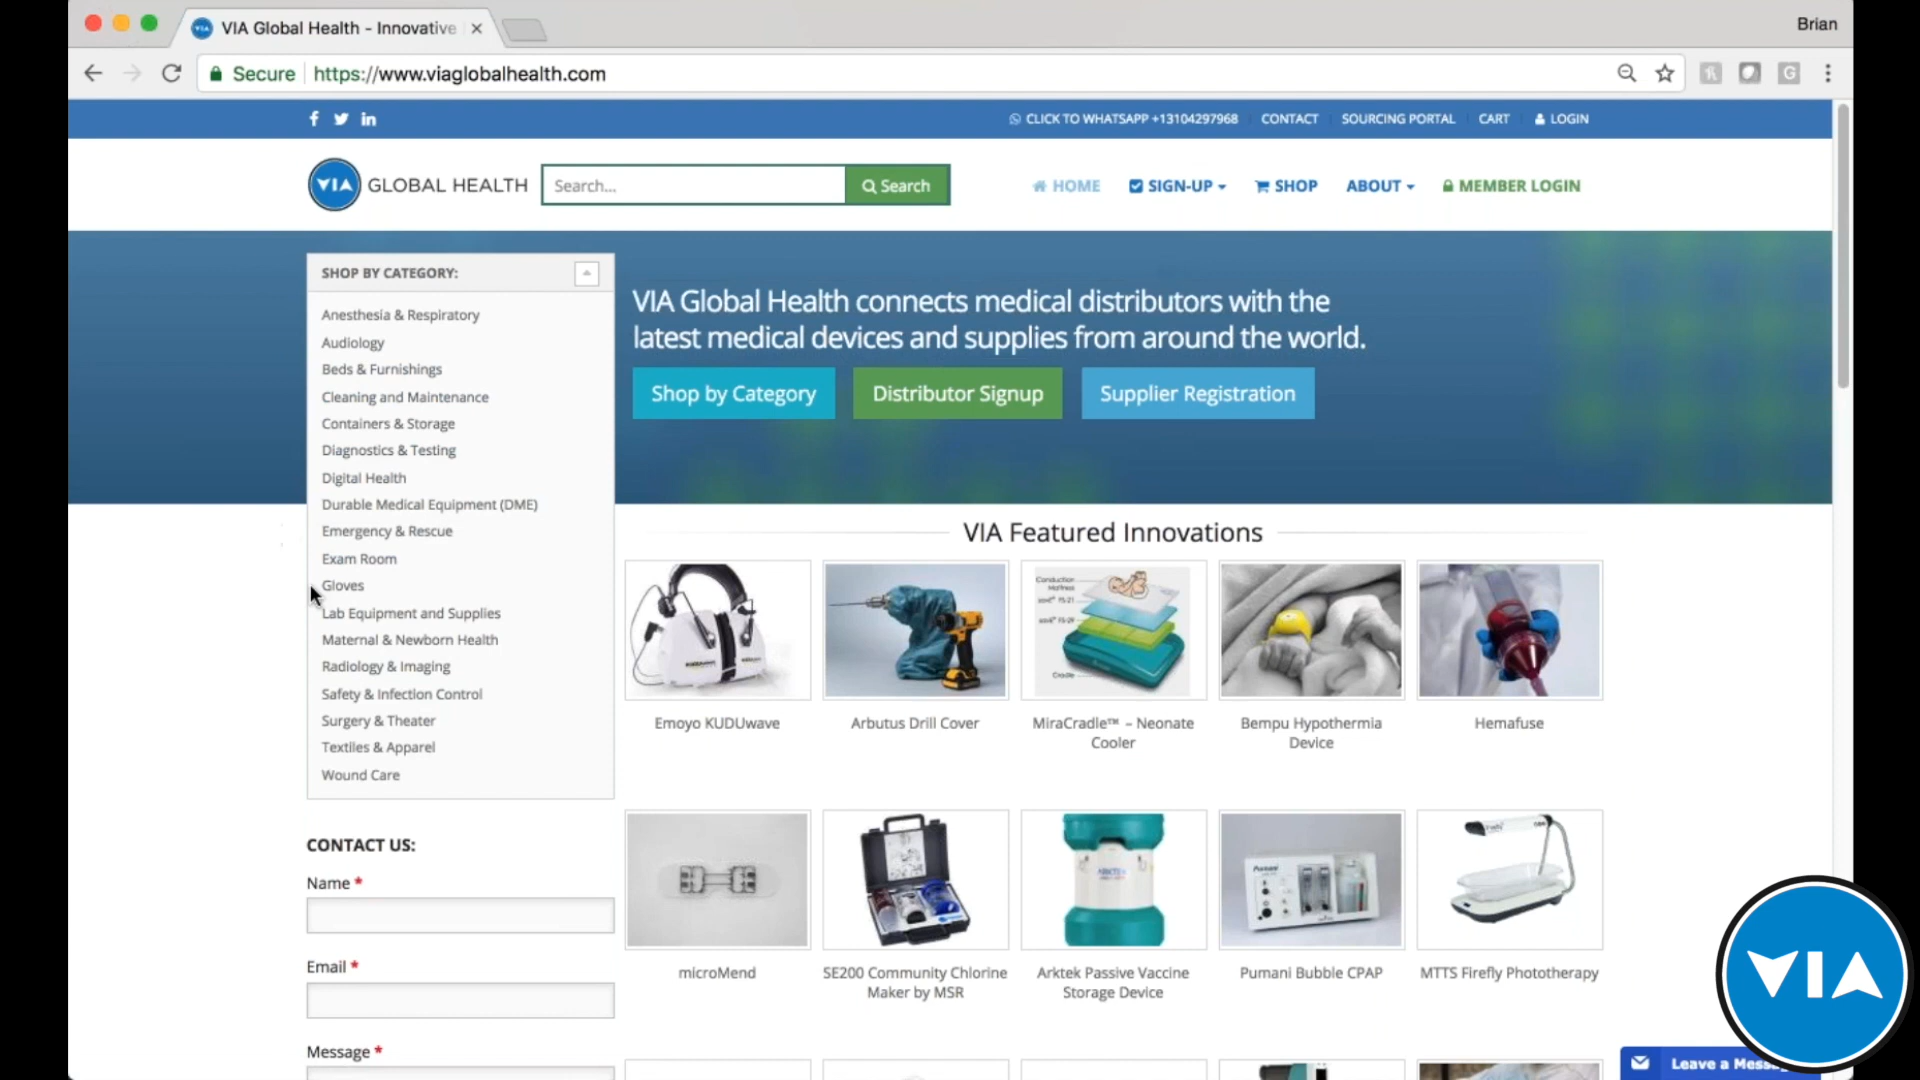 VIA Global Health - Innovative
Brian
Secure
https://www.viaglobalhealth.com
CLICK TO WHATSAPP +13104297968
CONTACT
SOURCING PORTAL
CART
LOGIN
VIA GLOBAL HEALTH
Search...
Search
HOME
SIGN-UP
SHOP
ABOUT
MEMBER LOGIN
SHOP BY CATEGORY:
Anesthesia & Respiratory
Audiology
Beds & Furnishings
Cleaning and Maintenance
Containers & Storage
Diagnostics & Testing
Digital Health
Durable Medical Equipment (DME)
Emergency & Rescue
Exam Room
Gloves
Lab Equipment and Supplies
Maternal & Newborn Health
Radiology & Imaging
Safety & Infection Control
Surgery & Theater
Textiles & Apparel
Wound Care
VIA Global Health connects medical distributors with the
latest medical devices and supplies from around the world.
Shop by Category
Distributor Signup
Supplier Registration
VIA Featured Innovations
Emoyo KUDUwave
Arbutus Drill Cover
MiraCradle™ – Neonate
Cooler
Bempu Hypothermia
Device
Hemafuse
microMend
SE200 Community Chlorine
Maker by MSR
Arktek Passive Vaccine
Storage Device
Pumani Bubble CPAP
MTTS Firefly Phototherapy
CONTACT US:
Name *
Email *
Message *
VIA
Leave a